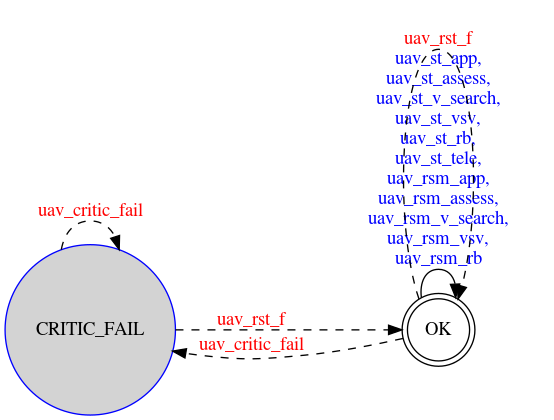 uav_rst_f
uav_st_app,
uav_st_assess,
uav_st_v_search,
uav_st_vsv,
uav_st_rb,
uav_st_tele,
uav_rsm_app,
uav_rsm_assess,
uav_rsm_v_search,
uav_rsm_vsv,
uav_rsm_rb
uav_critic_fail
CRITIC_FAIL
uav_rst_f
uav_critic_fail
OK